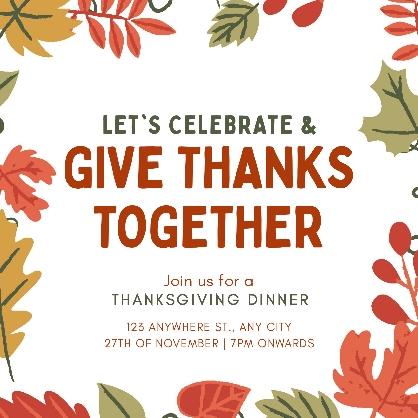 LET`S CELEBRATE &
GIVE THANKS
TOGETHER
Join us for a
THANKSGIVING DINNER
123 ANYWHERE ST., ANY CITY
27TH OF NOVEMBER | 7PM ONWARDS